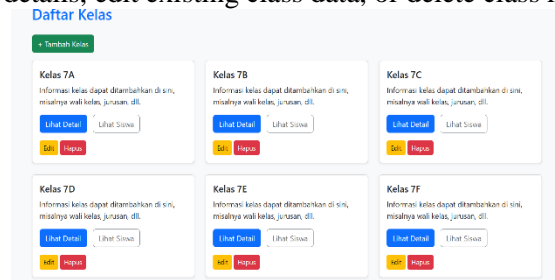 details, edit existing class data, or delete class
Daftar Kelas
+ Tambah Kelas
Kelas 7A
Informasi kelas dapat ditambahkan di sini,
misalnya wali kelas, jurusan, dll.
Lihat Detail Lihat Siswa
Edit Hapus
Kelas 7B
Informasi kelas dapat ditambahkan di sini,
misalnya wali kelas, jurusan, dll.
Lihat Detail Lihat Siswa
Edit Hapus
Kelas 7C
Informasi kelas dapat ditambahkan di sini,
misalnya wali kelas, jurusan, dll.
Lihat Detail Lihat Siswa
Edit Hapus
Kelas 7D
Informasi kelas dapat ditambahkan di sini,
misalnya wali kelas, jurusan, dll.
Lihat Detail Lihat Siswa
Edit Hapus
Kelas 7E
Informasi kelas dapat ditambahkan di sini,
misalnya wali kelas, jurusan, dll.
Lihat Detail Lihat Siswa
Edit Hapus
Kelas 7F
Informasi kelas dapat ditambahkan di sini,
misalnya wali kelas, jurusan, dll.
Lihat Detail Lihat Siswa
Edit Hapus